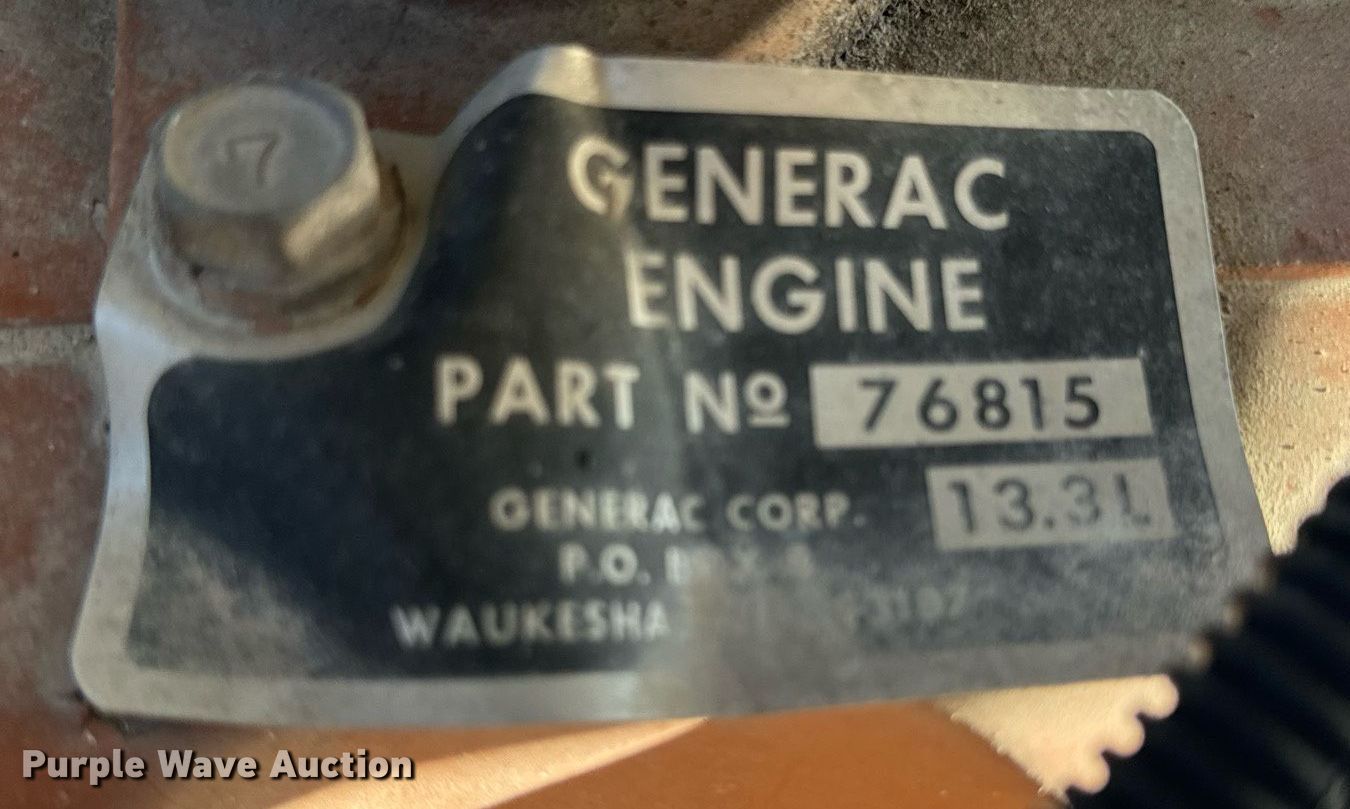 7
GENERAC
ENGINE
PART Nº 76815
GENERAC CORP. 13.3L
P.O.
WAUKESHA
Purple Wave Auction